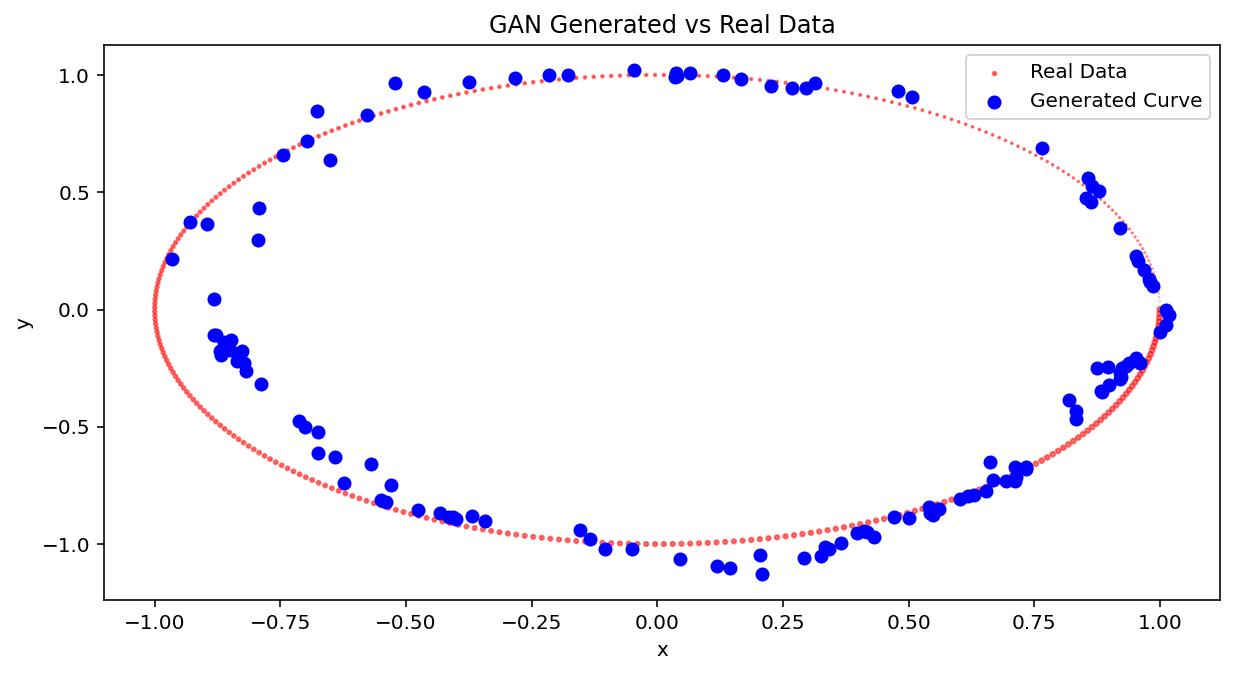 GAN Generated vs Real Data
Real Data
Generated Curve
1.0
0.5
0.0
−0.5
−1.0
y
−1.00 −0.75 −0.50 −0.25 0.00 0.25 0.50 0.75 1.00
x